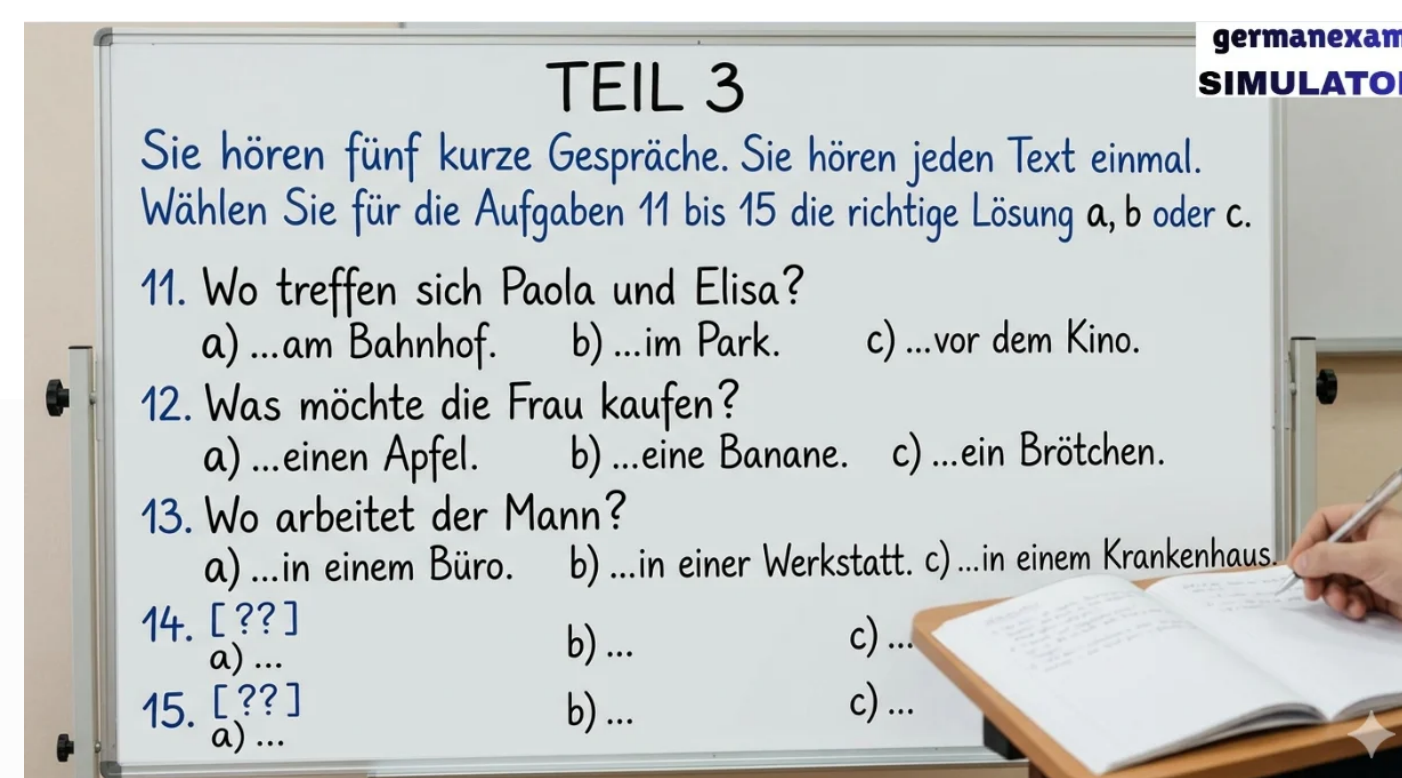 germanexam
SIMULATO
TEIL 3
Sie hören fünf kurze Gespräche. Sie hören jeden Text einmal.
Wählen Sie für die Aufgaben 11 bis 15 die richtige Lösung a, b oder c.
11. Wo treffen sich Paola und Elisa?
a) ...am Bahnhof. b) ...im Park. c) ...vor dem Kino.
12. Was möchte die Frau kaufen?
a) ...einen Apfel. b) ...eine Banane. c) ...ein Brötchen.
13. Wo arbeitet der Mann?
a) ...in einem Büro. b) ...in einer Werkstatt. c) ...in einem Krankenhaus.
14. [??]
a) ... b) ... c) ...
15. [??]
a) ... b) ... c) ...